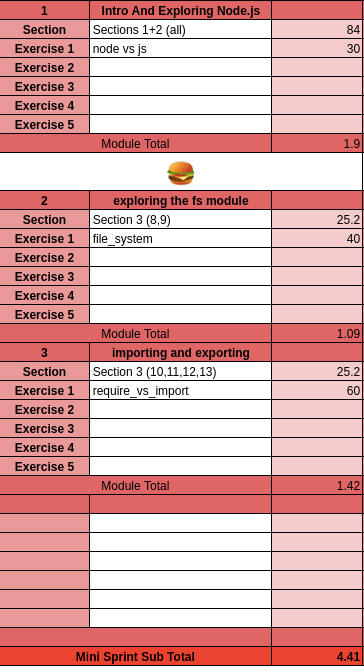 1 Intro And Exploring Node.js
Section Sections 1+2 (all) 84
Exercise 1 node vs js 30
Exercise 2
Exercise 3
Exercise 4
Exercise 5
Module Total 1.9
2 exploring the fs module
Section Section 3 (8,9) 25.2
Exercise 1 file_system 40
Exercise 2
Exercise 3
Exercise 4
Exercise 5
Module Total 1.09
3 importing and exporting
Section Section 3 (10,11,12,13) 25.2
Exercise 1 require_vs_import 60
Exercise 2
Exercise 3
Exercise 4
Exercise 5
Module Total 1.42
Mini Sprint Sub Total 4.41